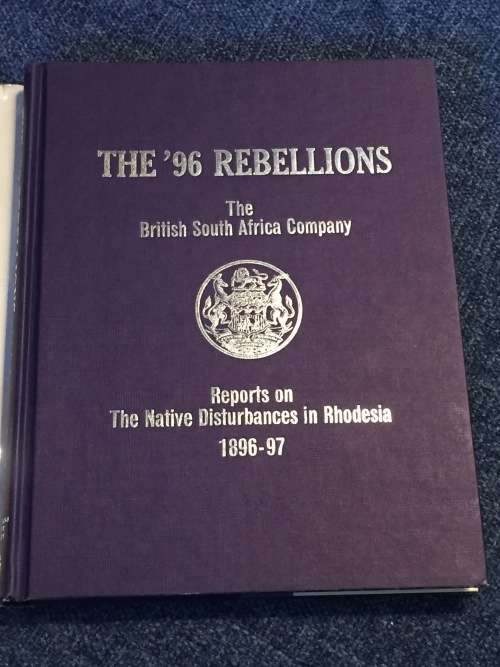 THE '96 REBELLIONS
The
British South Africa Company
Reports on
The Native Disturbances in Rhodesia
1896-97